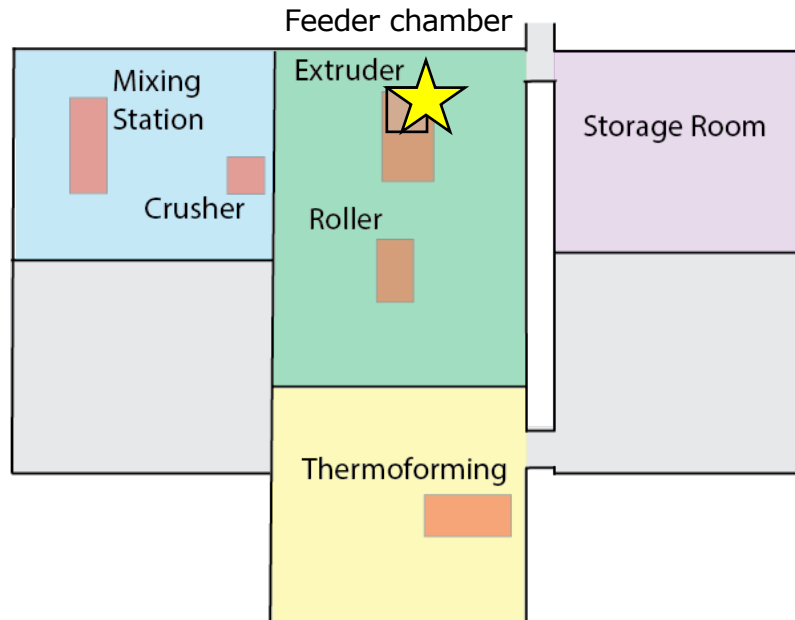 Feeder chamber
Extruder
Mixing
Station
Crusher
Storage Room
Roller
Thermoforming